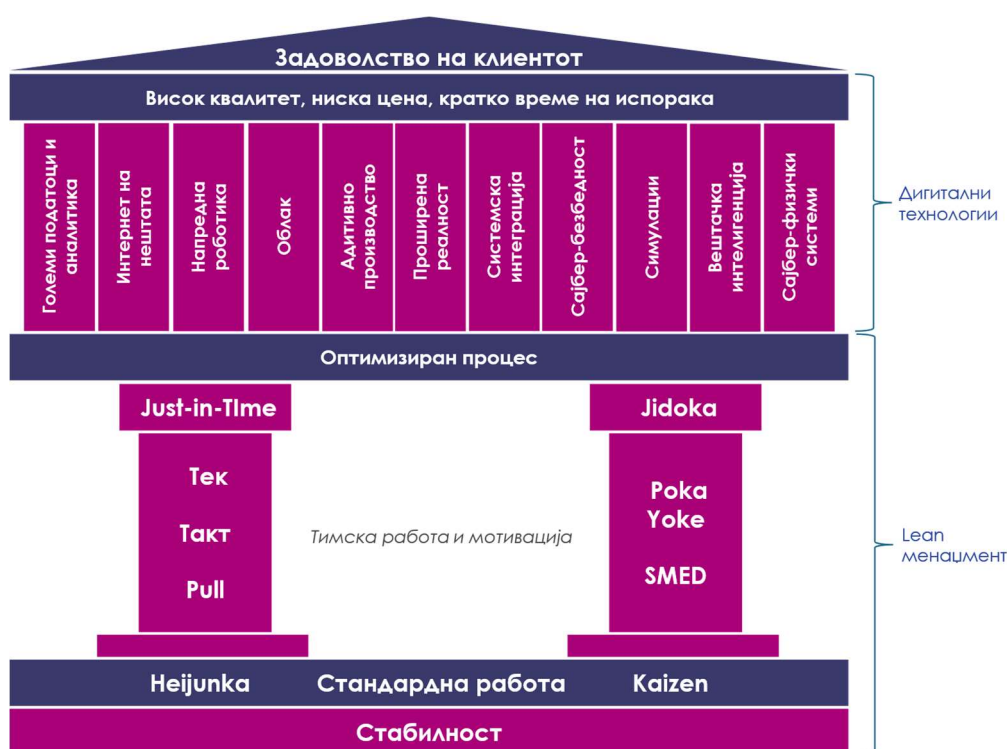 Задоволство на клиентот
Висок квалитет, ниска цена, кратко време на испорака
Големи податоци и
аналитика
Интернет на
нештата
Напредна
роботика
Облак
Адитивно
производство
Проширена
реалност
Системска
интеграција
Сајбер-безбедност
Симулации
Вештачка
интелигенција
Сајбер-физички
системи
Дигитални
технологии
Оптимизиран процес
Just-in-TIme
Jidoka
Тек
Такт
Pull
Тимска работа и мотивација
Poka
Yoke
SMED
Lean
менаџмент
Heijunka Стандардна работа Kaizen
Стабилност